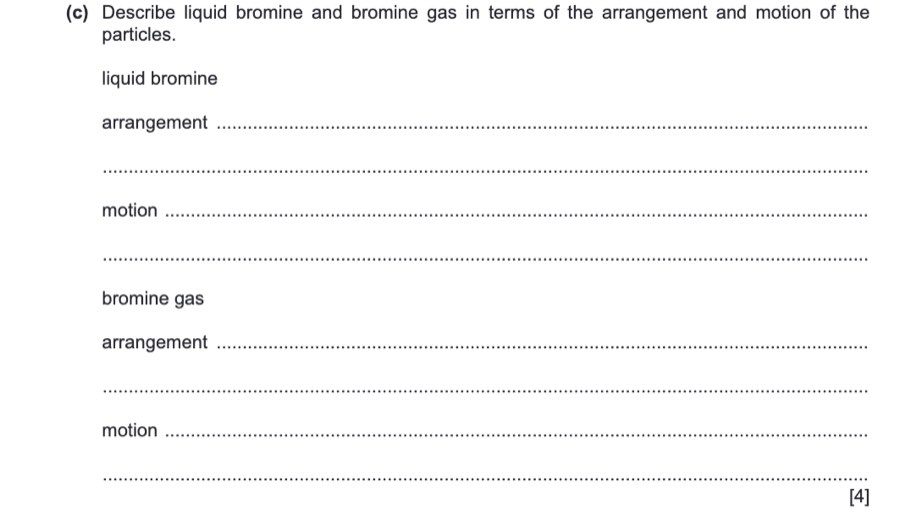 (c) Describe liquid bromine and bromine gas in terms of the arrangement and motion of the
particles.
liquid bromine
arrangement ..............................................................................................................................
....................................................................................................................................................
motion ........................................................................................................................................
....................................................................................................................................................
bromine gas
arrangement ..............................................................................................................................
....................................................................................................................................................
motion ........................................................................................................................................
....................................................................................................................................................
[4]